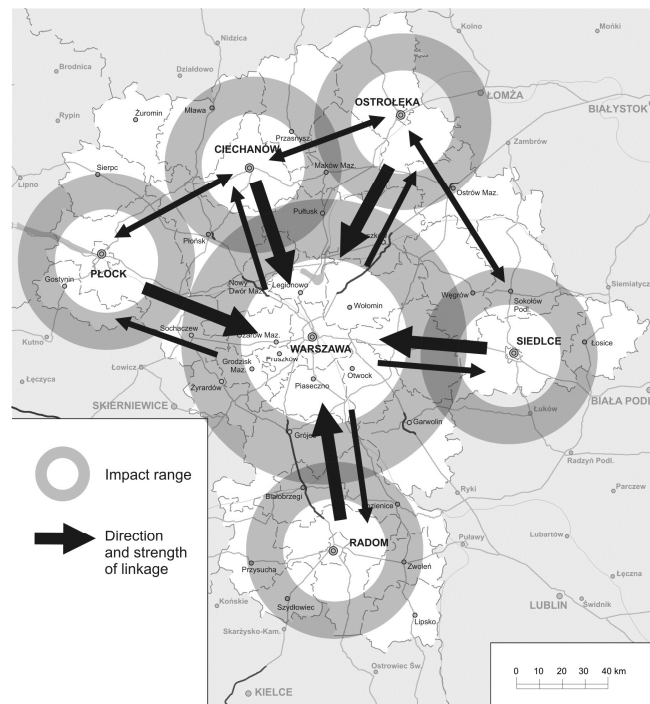 Nidzica
Kolno
Mońki
Brodnica
Działdowo
OSTROŁĘKA
ŁOMŻA
BIAŁYSTOK
Rypin
Żuromin
Mława
CIECHANÓW
Przasnysz
Zambrów
Lipno
Sierpc
Maków Maz.
Ostrów Maz.
Pułtusk
Płońsk
PŁOCK
Gostynin
Nowy
Dwór Maz.
Legionowo
Wołomin
Węgrów
Sokołów
Podl.
Siemiatycze
Kutno
Sochaczew
Ożarów Maz.
WARSZAWA
SIEDLCE
Łosice
Łowicz
Grodzisk
Maz.
Pruszków
Otwock
Łęczyca
Żyrardów
Piaseczno
BIAŁA PODL
SKIERNIEWICE
Garwolin
Łuków
Grójec
Radzyń Podl.
Impact range
Białobrzegi
Ryki
Parczew
Direction
and strength
of linkage
RADOM
Puławy
Lubartów
Przysucha
Zwoleń
Łęczna
Końskie
Szydłowiec
LUBLIN
Świdnik
Skarżysko-Kam.
Lipsko
Ostrowiec Św.
KIELCE
0 10 20 30 40 km